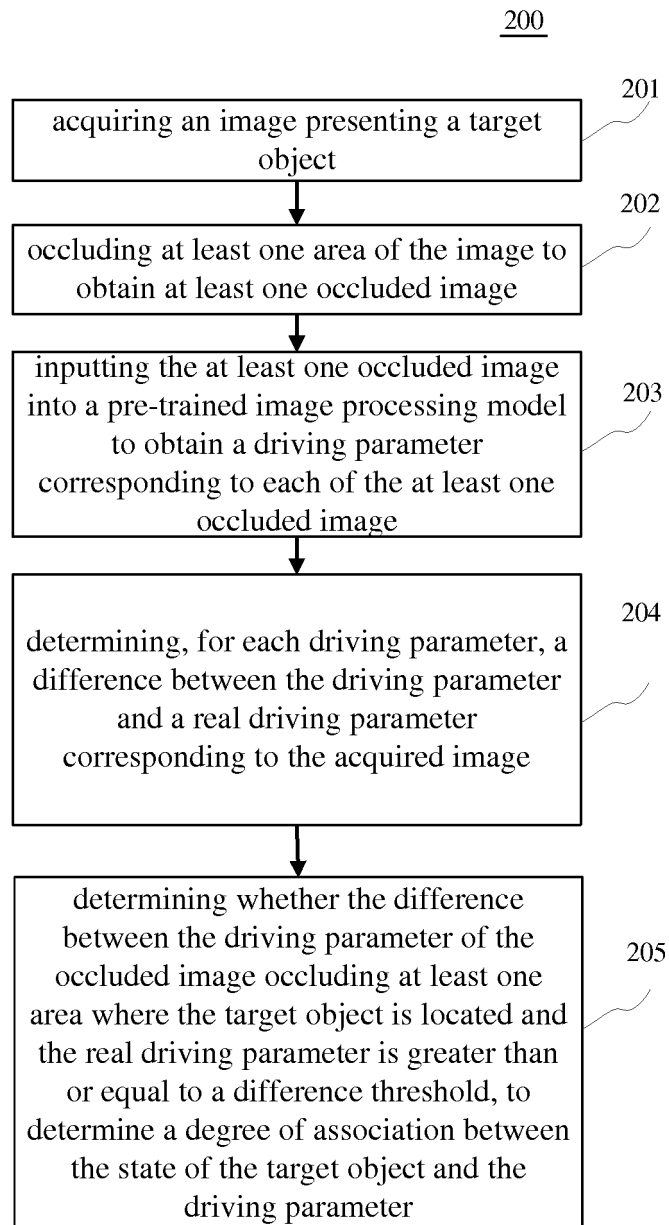 200
201
acquiring an image presenting a target
object
202
occluding at least one area of the image to
obtain at least one occluded image
203
inputting the at least one occluded image
into a pre-trained image processing model
to obtain a driving parameter
corresponding to each of the at least one
occluded image
204
determining, for each driving parameter, a
difference between the driving parameter
and a real driving parameter
corresponding to the acquired image
205
determining whether the difference
between the driving parameter of the
occluded image occluding at least one
area where the target object is located and
the real driving parameter is greater than
or equal to a difference threshold, to
determine a degree of association between
the state of the target object and the
driving parameter